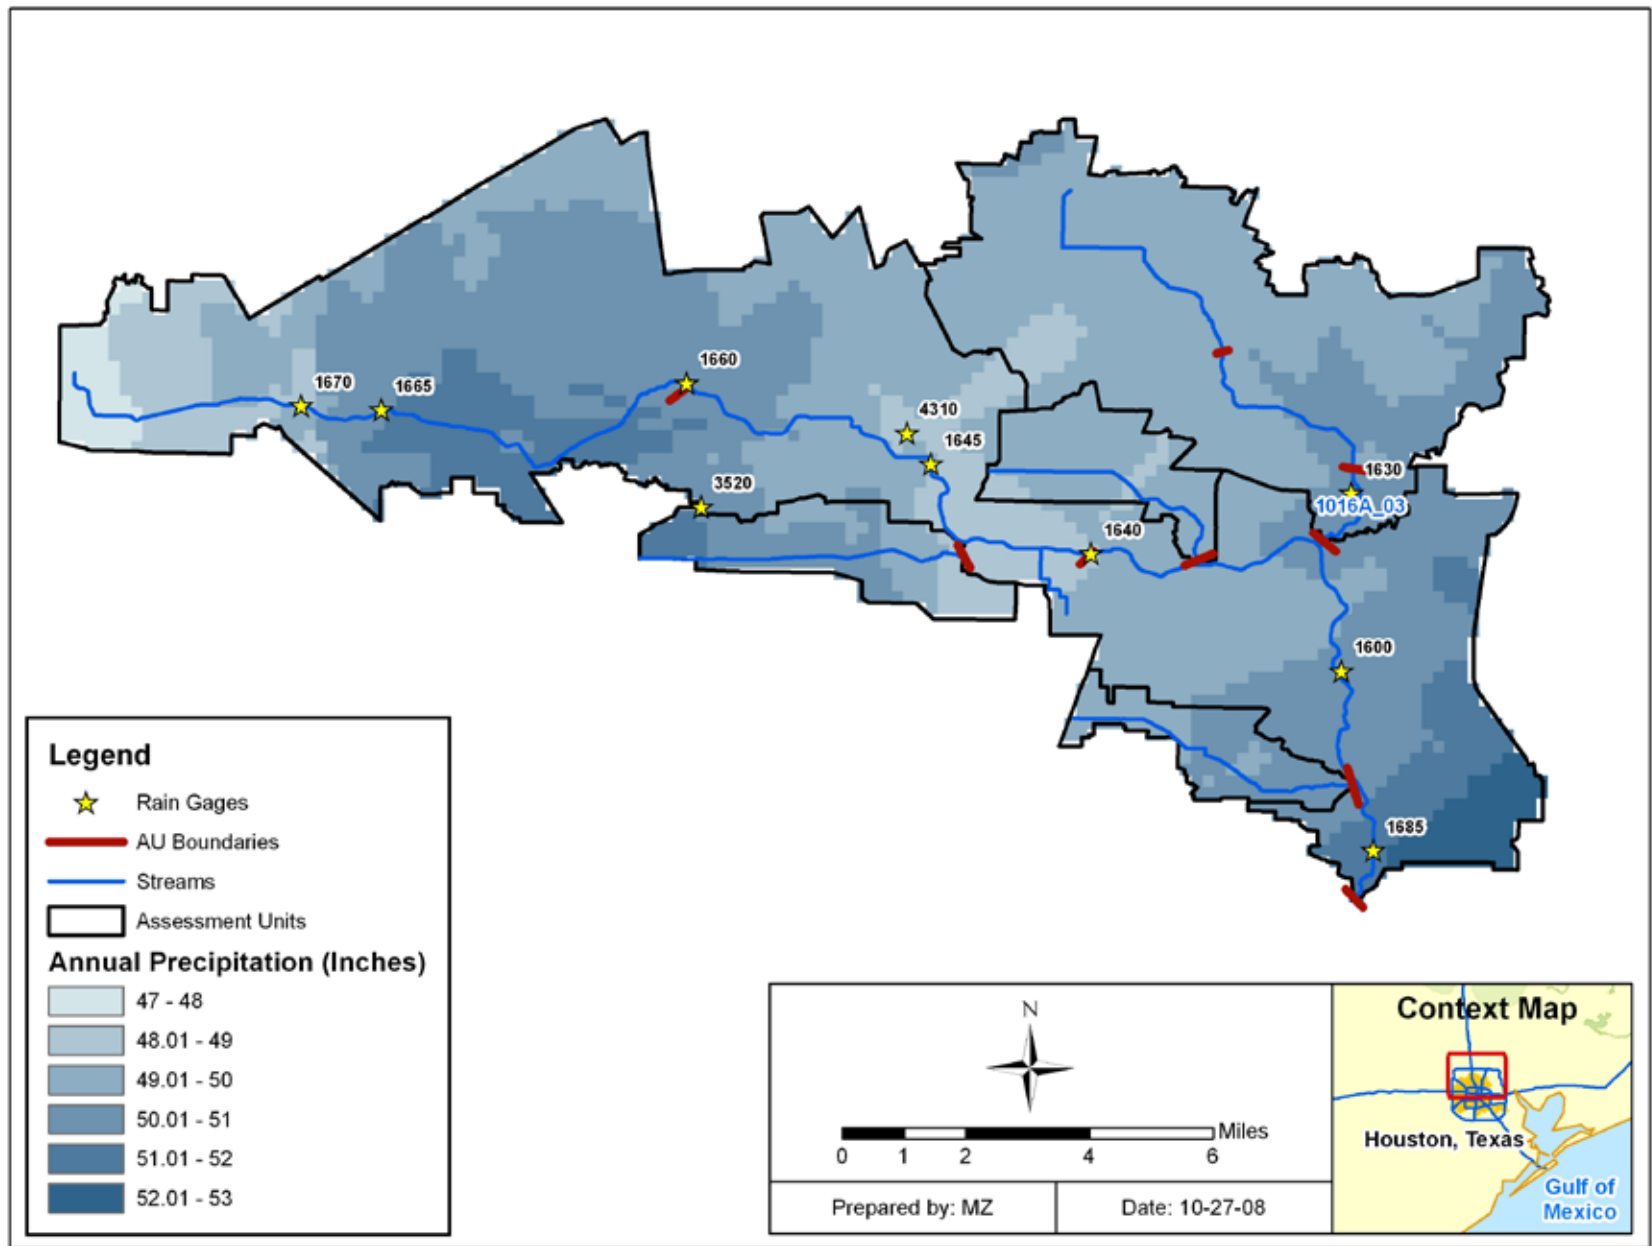 1670
1665
1660
4310
1645
3520
1640
1630
1016A_03
1600
1685
Legend
Rain Gages
AU Boundaries
Streams
Assessment Units
Annual Precipitation (Inches)
47 - 48
48.01 - 49
49.01 - 50
50.01 - 51
51.01 - 52
52.01 - 53
N
Miles
0 1 2 4 6
Prepared by: MZ
Date: 10-27-08
Context Map
Houston, Texas
Gulf of
Mexico